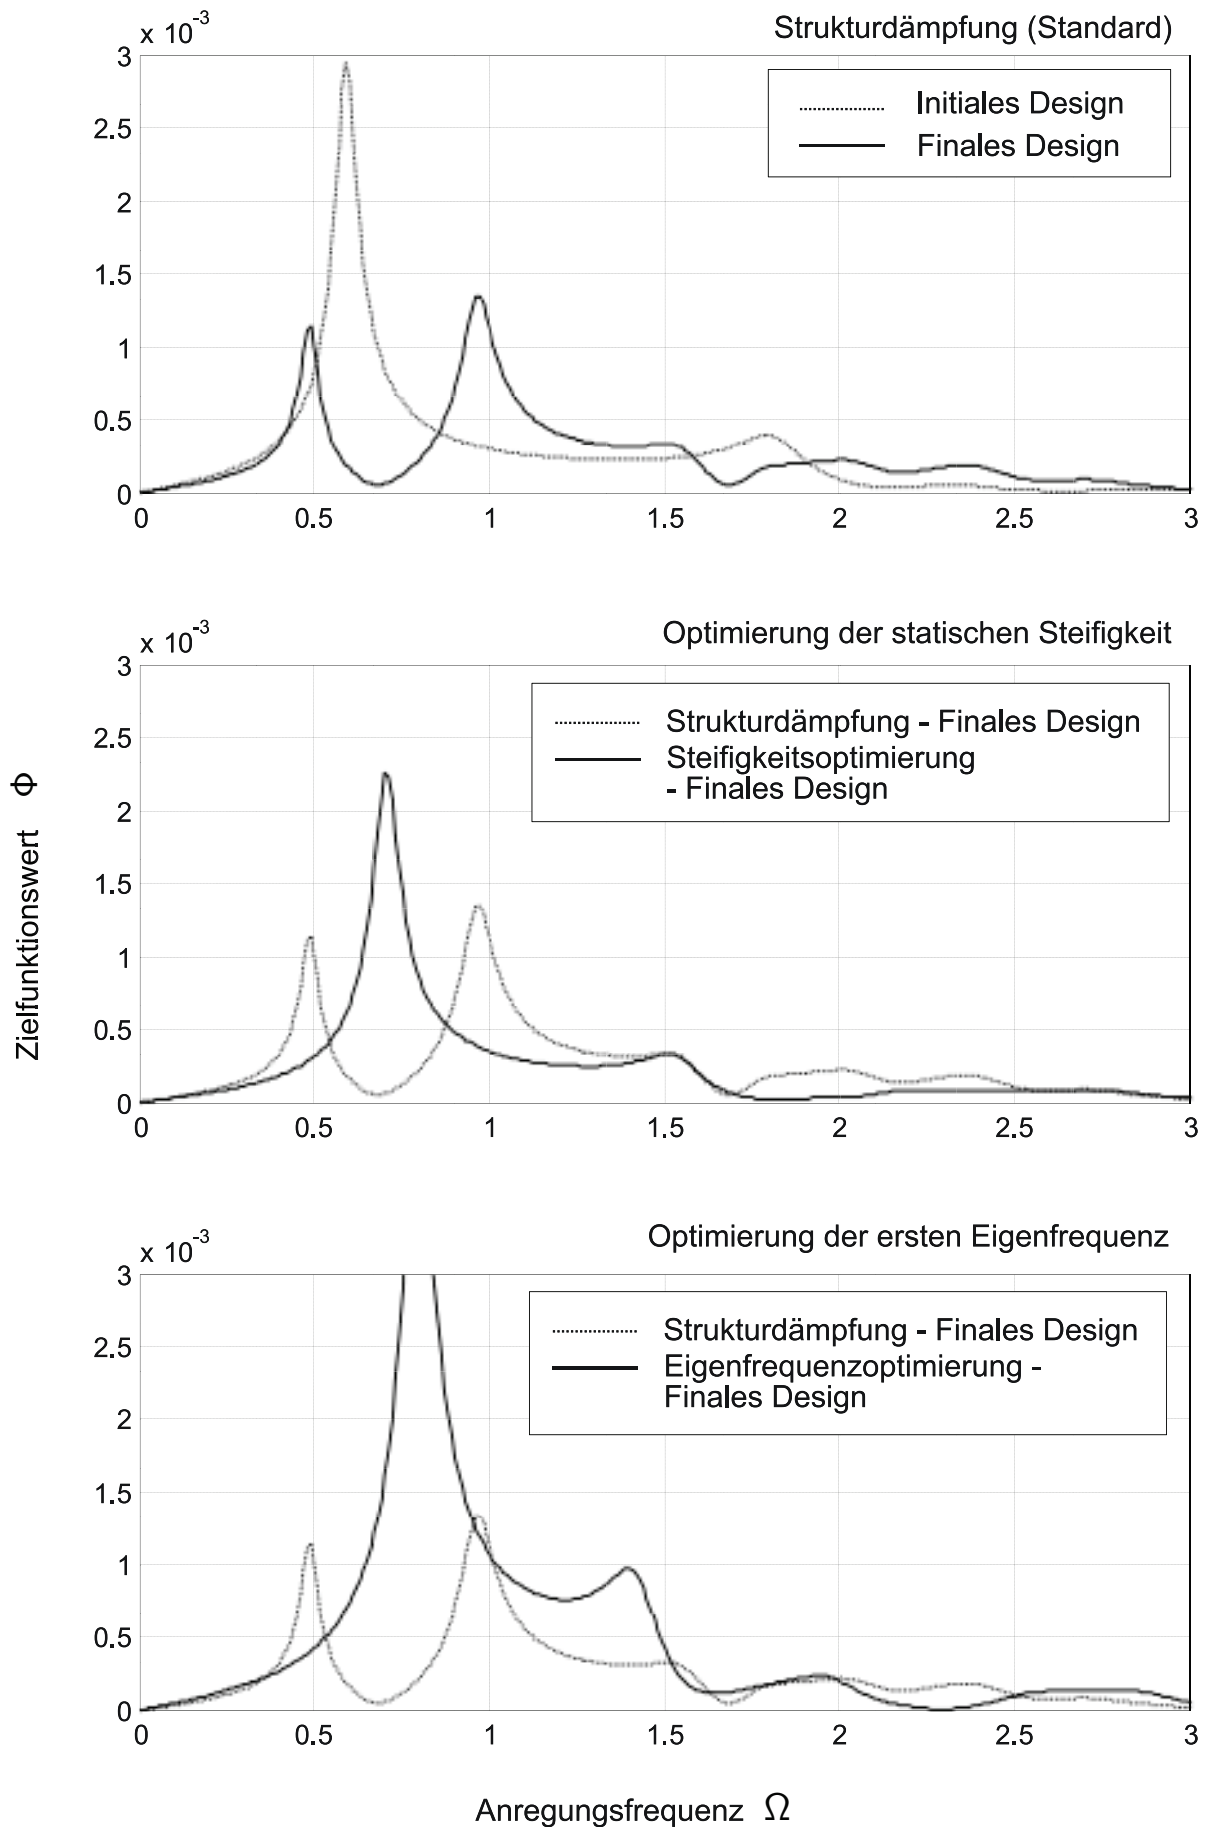 Strukturdämpfung (Standard)
x 10-3
3
2.5
2
1.5
1
0.5
0
Initiales Design
Finales Design
0 0.5 1 1.5 2 2.5 3
Optimierung der statischen Steifigkeit
x 10-3
3
2.5
2
1.5
1
0.5
0
Strukturdämpfung - Finales Design
Steifigkeitsoptimierung
- Finales Design
0 0.5 1 1.5 2 2.5 3
Zielfunktionswert Φ
Optimierung der ersten Eigenfrequenz
x 10-3
3
2.5
2
1.5
1
0.5
0
Strukturdämpfung - Finales Design
Eigenfrequenzoptimierung -
Finales Design
0 0.5 1 1.5 2 2.5 3
Anregungsfrequenz Ω